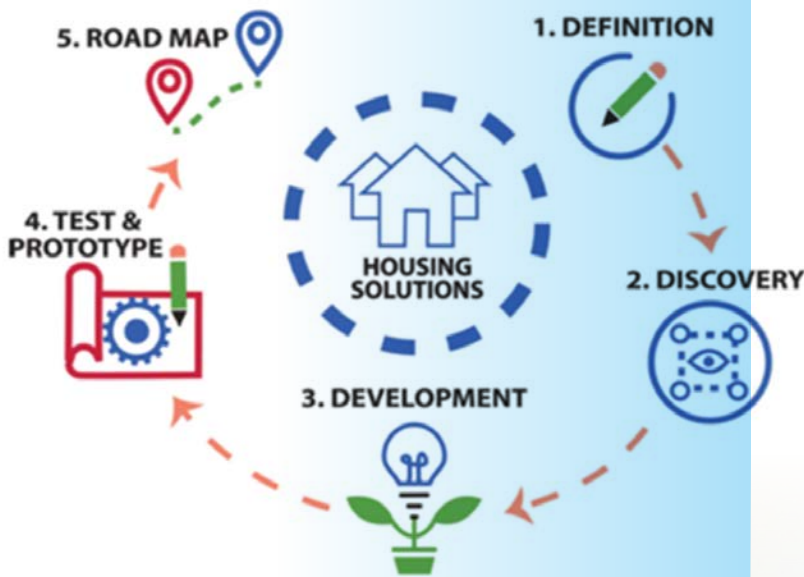 1. DEFINITION
2. DISCOVERY
3. DEVELOPMENT
4. TEST &
PROTOTYPE
5. ROAD MAP
HOUSING
SOLUTIONS